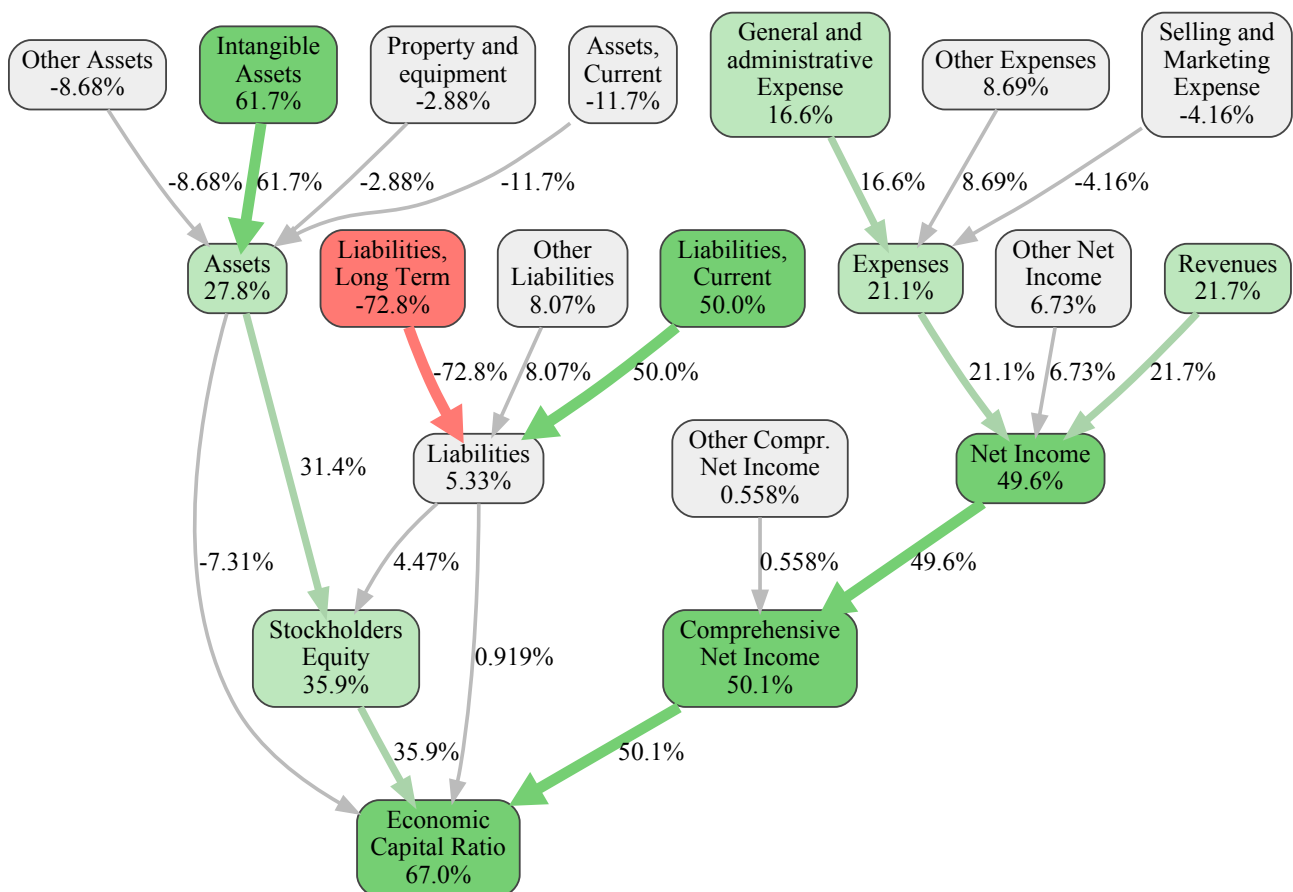 Other Assets
-8.68%
Intangible
Assets
61.7%
Property and
equipment
-2.88%
Assets,
Current
-11.7%
General and
administrative
Expense
16.6%
Other Expenses
8.69%
Selling and
Marketing
Expense
-4.16%
-8.68%
61.7%
-2.88%
-11.7%
16.6%
8.69%
-4.16%
Assets
27.8%
Liabilities,
Long Term
-72.8%
Other
Liabilities
8.07%
Liabilities,
Current
50.0%
Expenses
21.1%
Other Net
Income
6.73%
Revenues
21.7%
-72.8%
8.07%
50.0%
21.1%
6.73%
21.7%
31.4%
Liabilities
5.33%
Other Compr.
Net Income
0.558%
Net Income
49.6%
-7.31%
4.47%
0.558%
49.6%
Stockholders
Equity
35.9%
0.919%
Comprehensive
Net Income
50.1%
35.9%
50.1%
Economic
Capital Ratio
67.0%